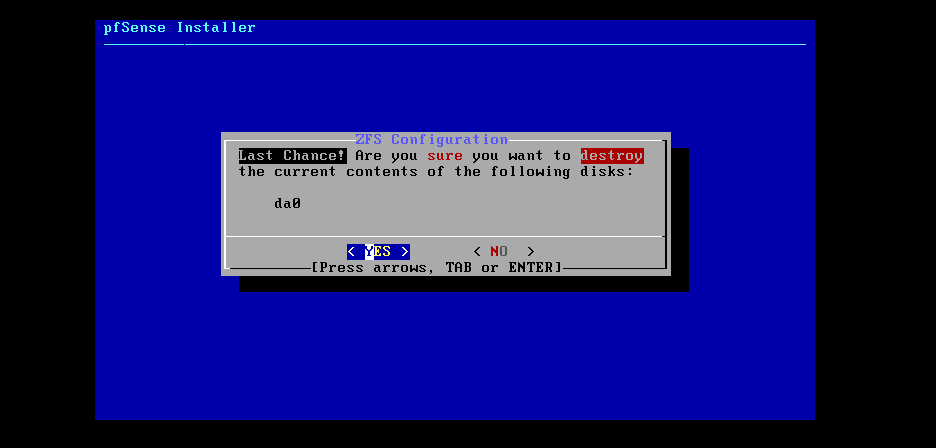 pfSense Installer
ZFS Configuration
Last Chance! Are you sure you want to destroy
the current contents of the following disks:
da0
< YES > < NO >
[Press arrows, TAB or ENTER]